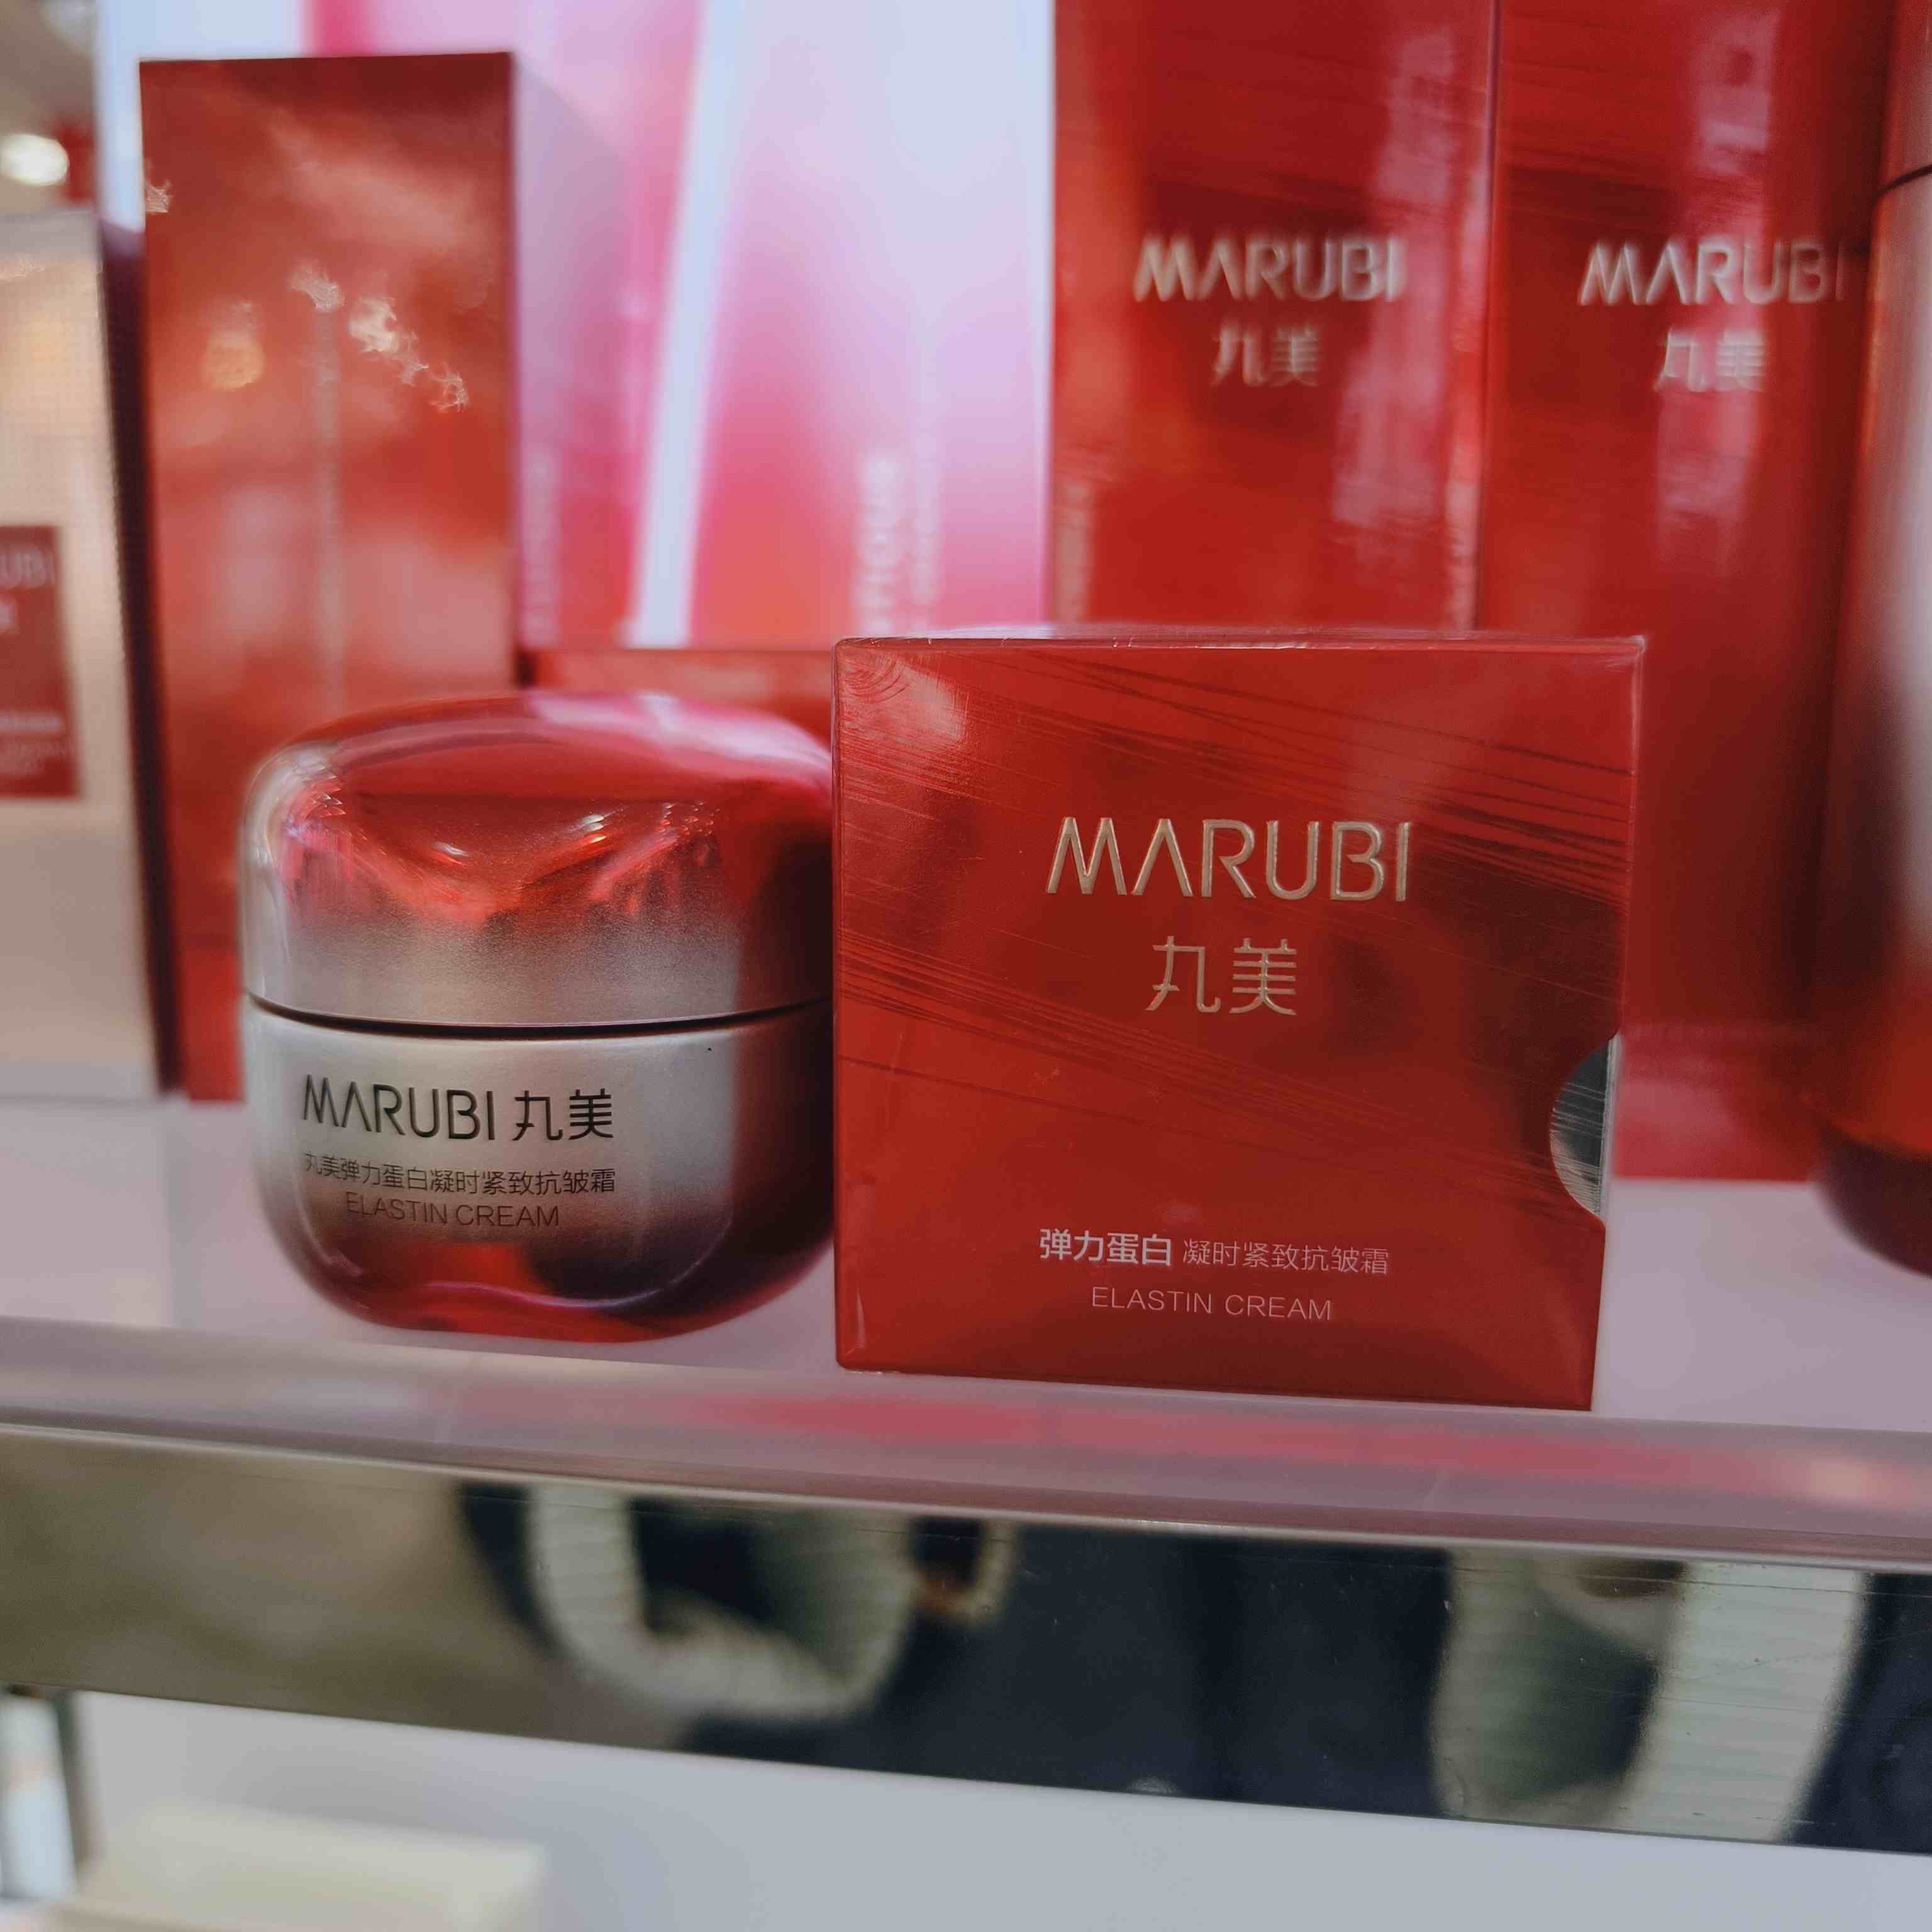 MARUBI
丸美
MARUBI
丸美
UBI
MARUBI 丸美
丸美弹力蛋白凝时紧致抗皱霜
ELASTIN CREAM
MARUBI
丸美
弹力蛋白 凝时紧致抗皱霜
ELASTIN CREAM